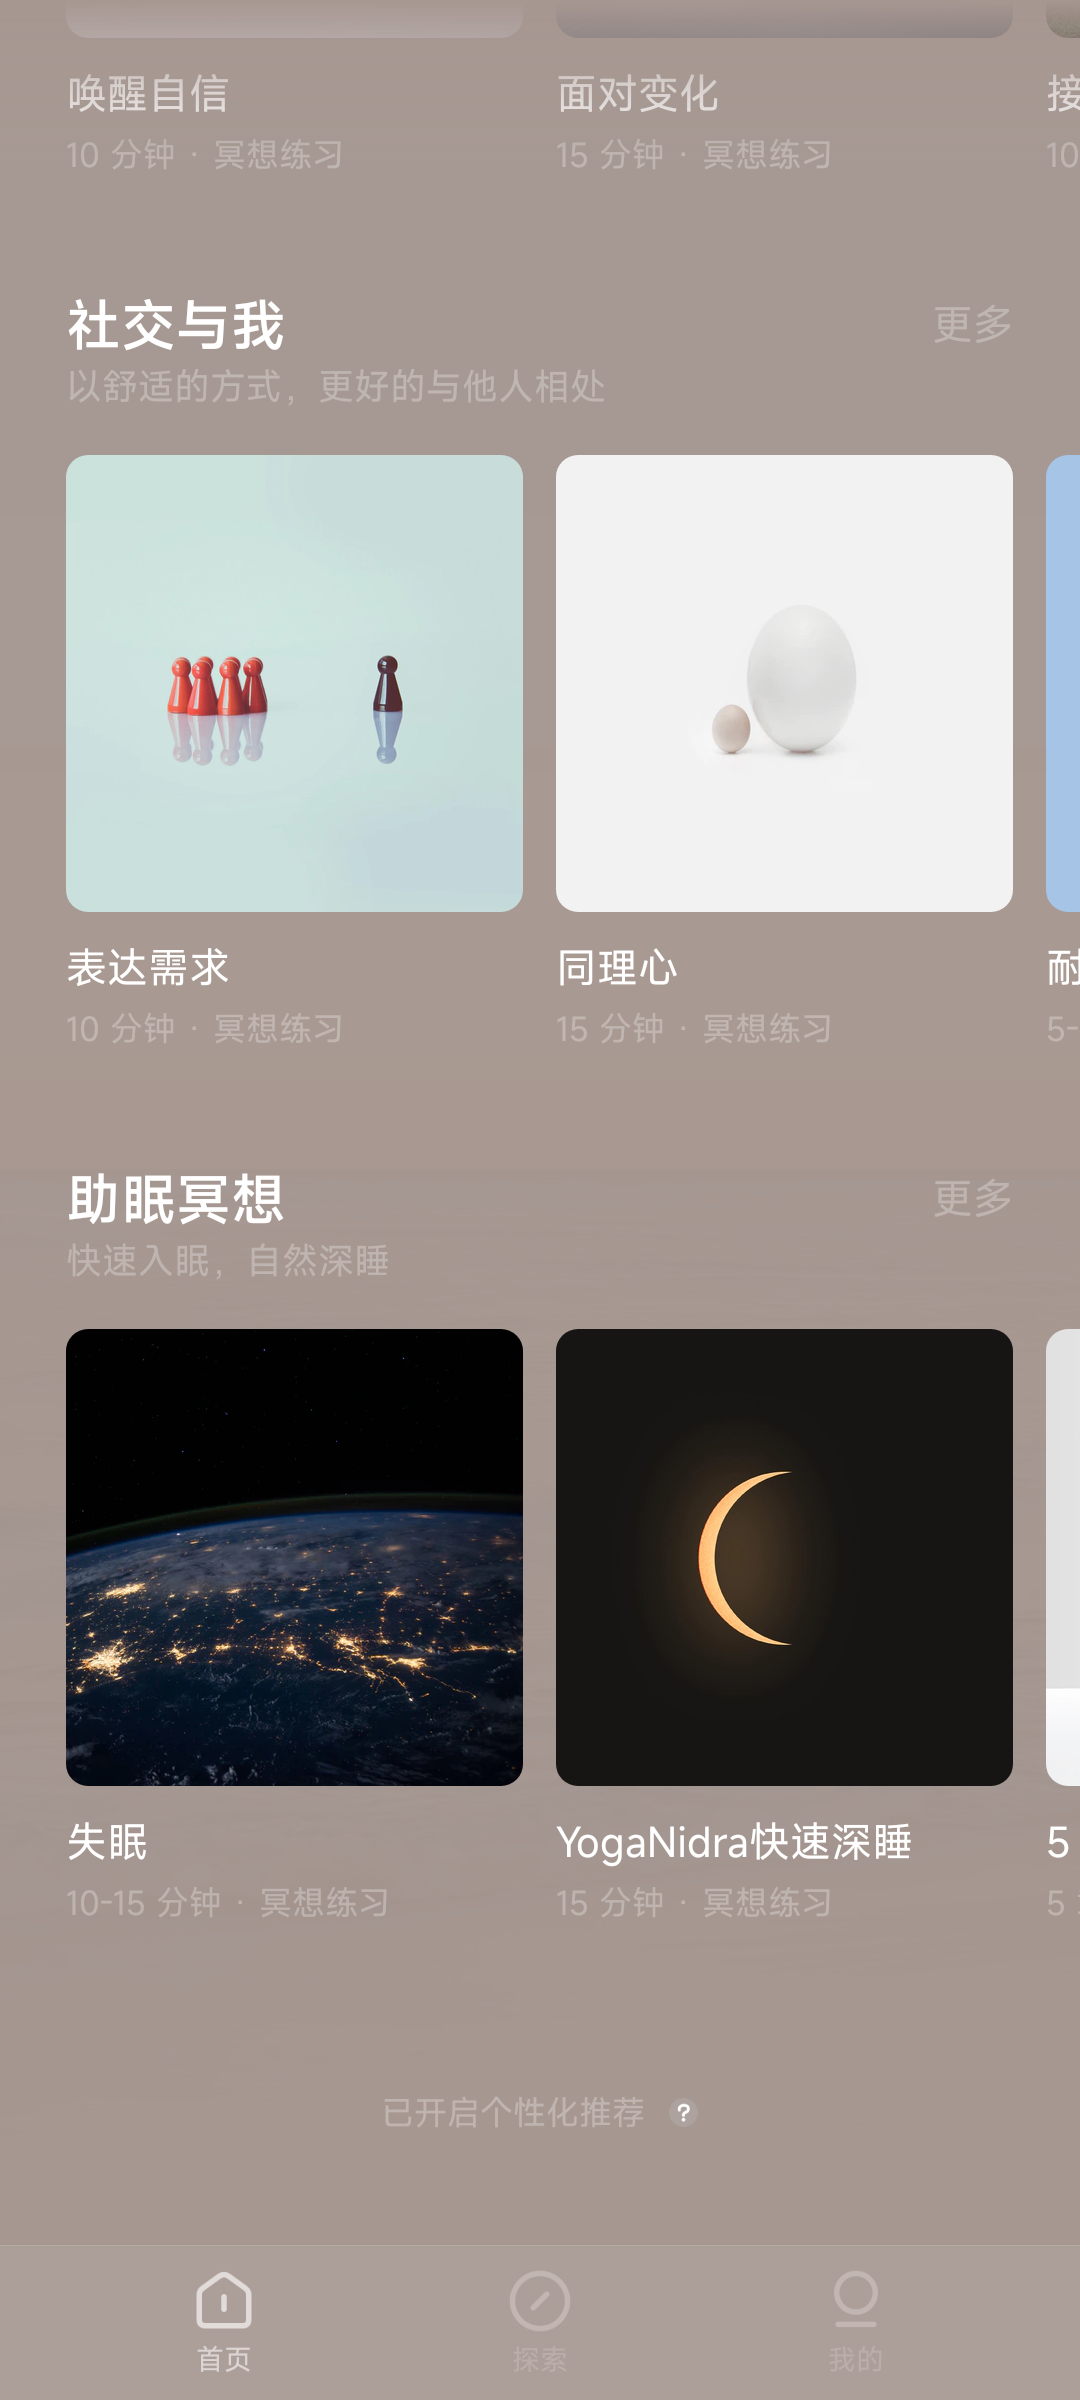 唤醒自信
10 分钟 · 冥想练习
面对变化
15 分钟 · 冥想练习
接
10
社交与我
更多
以舒适的方式，更好的与他人相处
表达需求
10 分钟 · 冥想练习
同理心
15 分钟 · 冥想练习
耐
5-
助眠冥想
更多
快速入眠，自然深睡
失眠
10-15 分钟 · 冥想练习
YogaNidra快速深睡
15 分钟 · 冥想练习
5
5
已开启个性化推荐 ?
首页
探索
我的